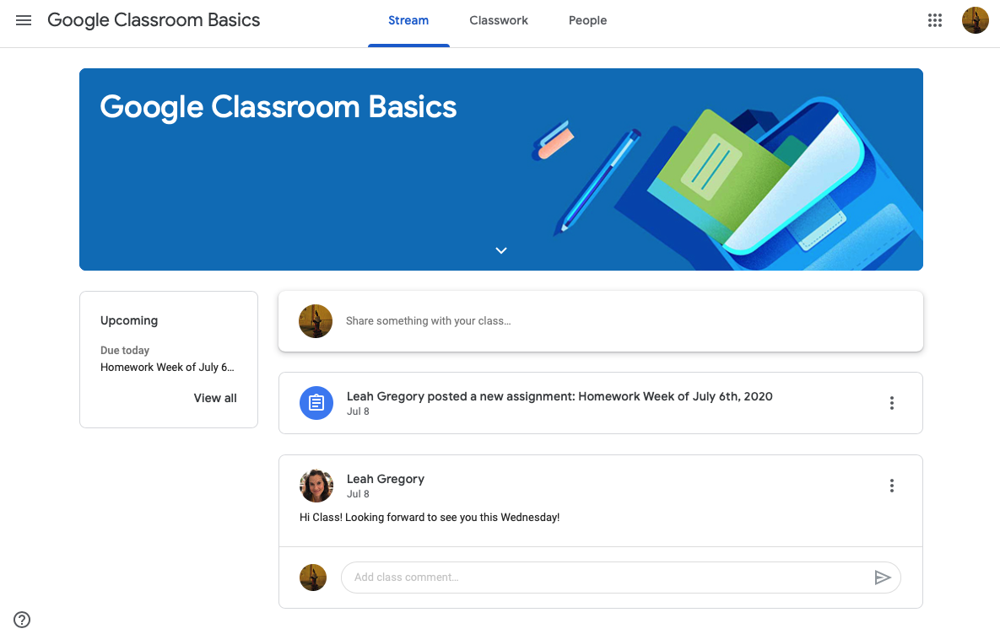 Google Classroom Basics
Stream
Classwork
People
Google Classroom Basics
Upcoming
Due today
Homework Week of July 6...
View all
Share something with your class...
Leah Gregory posted a new assignment: Homework Week of July 6th, 2020
Jul 8
Leah Gregory
Jul 8
Hi Class! Looking forward to see you this Wednesday!
Add class comment...